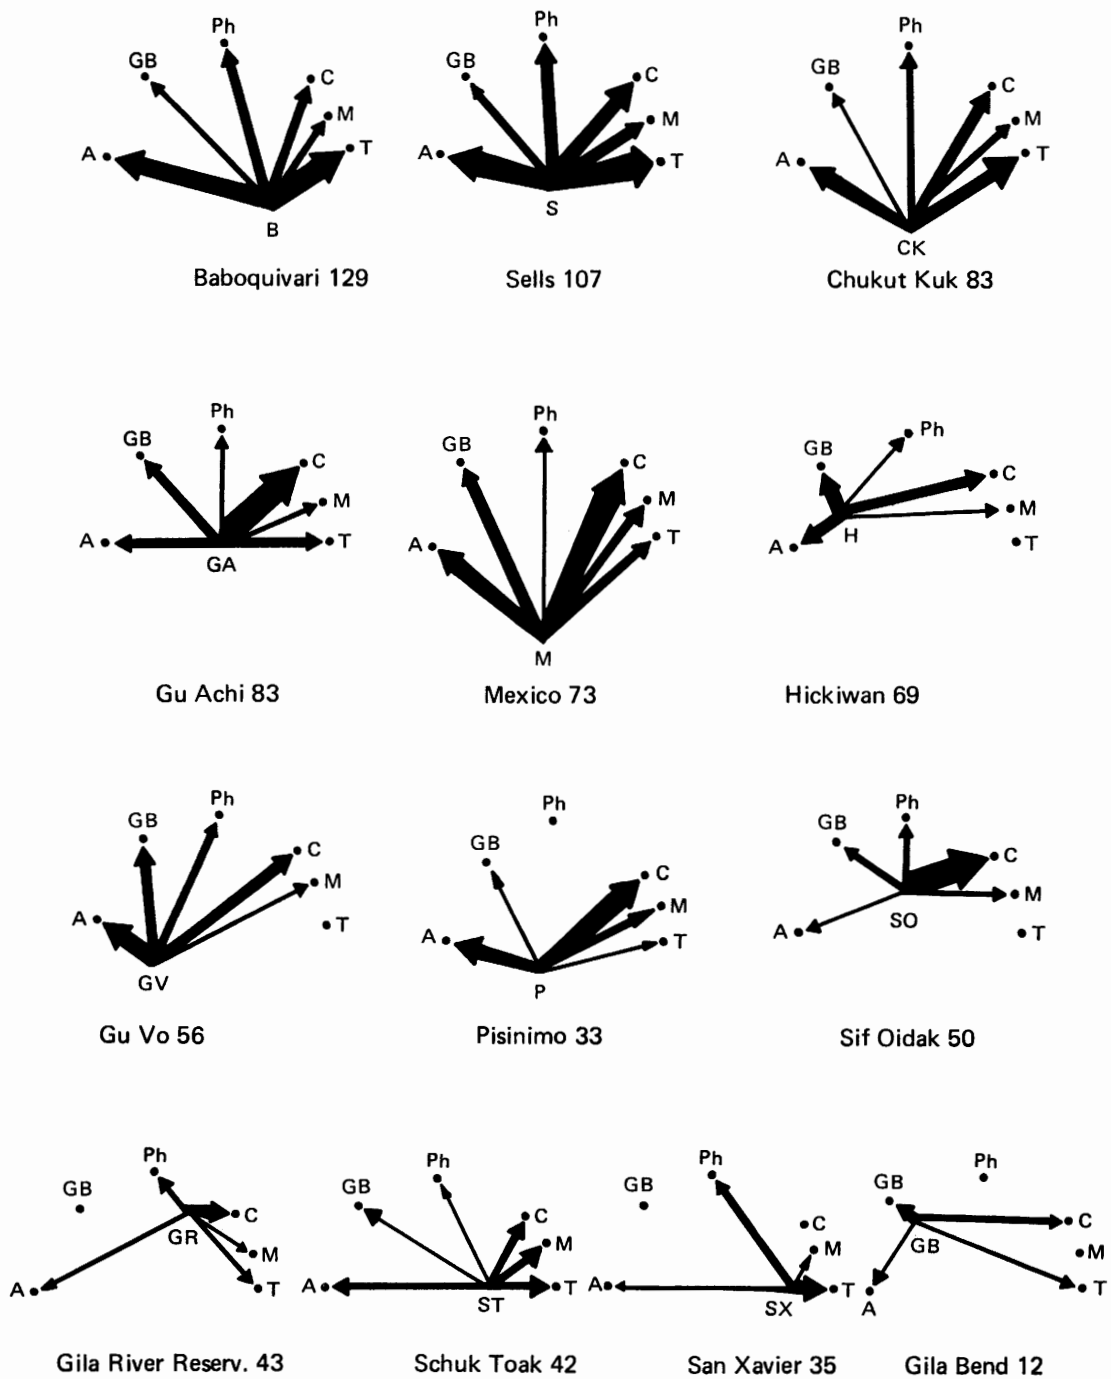 Ph
GB
C
M
A
T
B
Baboquivari 129
Ph
GB
C
M
A
T
S
Sells 107
Ph
GB
C
M
A
T
CK
Chukut Kuk 83
Ph
GB
C
M
A
T
GA
Gu Achi 83
Ph
GB
C
M
A
T
M
Mexico 73
Ph
GB
C
M
A
T
H
Hickiwan 69
Ph
GB
C
M
A
T
GV
Gu Vo 56
Ph
GB
C
M
A
T
P
Pisinimo 33
Ph
GB
C
M
A
T
SO
Sif Oidak 50
Ph
GB
C
GR
M
A
T
Gila River Reserv. 43
Ph
GB
C
M
A
T
ST
Schuk Toak 42
Ph
GB
C
M
A
T
SX
San Xavier 35
Ph
GB
C
GB
M
T
A
Gila Bend 12